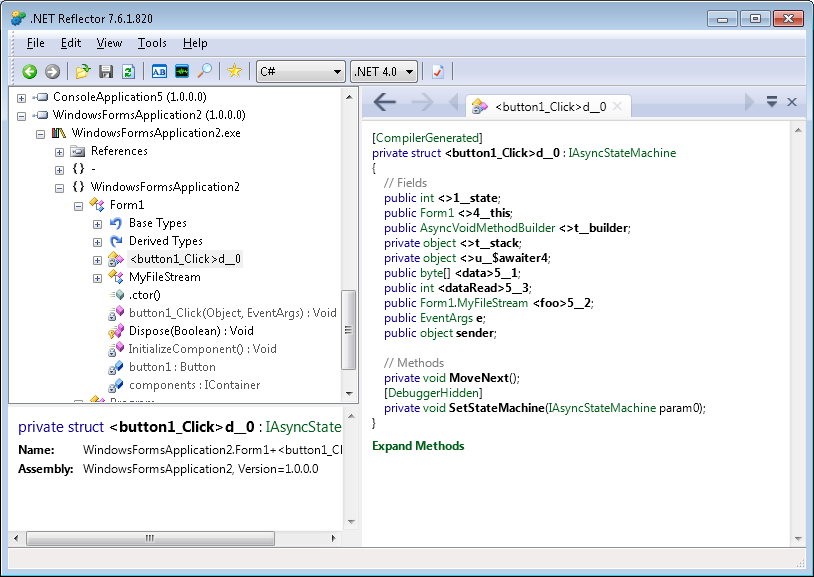 .NET Reflector 7.6.1.820
File Edit View Tools Help
C# .NET 4.0
ConsoleApplication5 (1.0.0.0)
WindowsFormsApplication2 (1.0.0.0)
WindowsFormsApplication2.exe
References
{} -
{} WindowsFormsApplication2
Form1
Base Types
Derived Types
<button1_Click>d__0
MyFileStream
.ctor()
button1_Click(Object, EventArgs) : Void
Dispose(Boolean) : Void
InitializeComponent() : Void
button1 : Button
components : IContainer
Program
private struct <button1_Click>d__0 : IAsyncState
Name: WindowsFormsApplication2.Form1+<button1_Cl
Assembly: WindowsFormsApplication2, Version=1.0.0.0
<button1_Click>d__0
[CompilerGenerated]
private struct <button1_Click>d__0 : IAsyncStateMachine
{
// Fields
public int <>1__state;
public Form1 <>4__this;
public AsyncVoidMethodBuilder <>t__builder;
private object <>t__stack;
private object <>u__$awaiter4;
public byte[] <data>5__1;
public int <dataRead>5__3;
public Form1.MyFileStream <foo>5__2;
public EventArgs e;
public object sender;
// Methods
private void MoveNext();
[DebuggerHidden]
private void SetStateMachine(IAsyncStateMachine param0);
}
Expand Methods